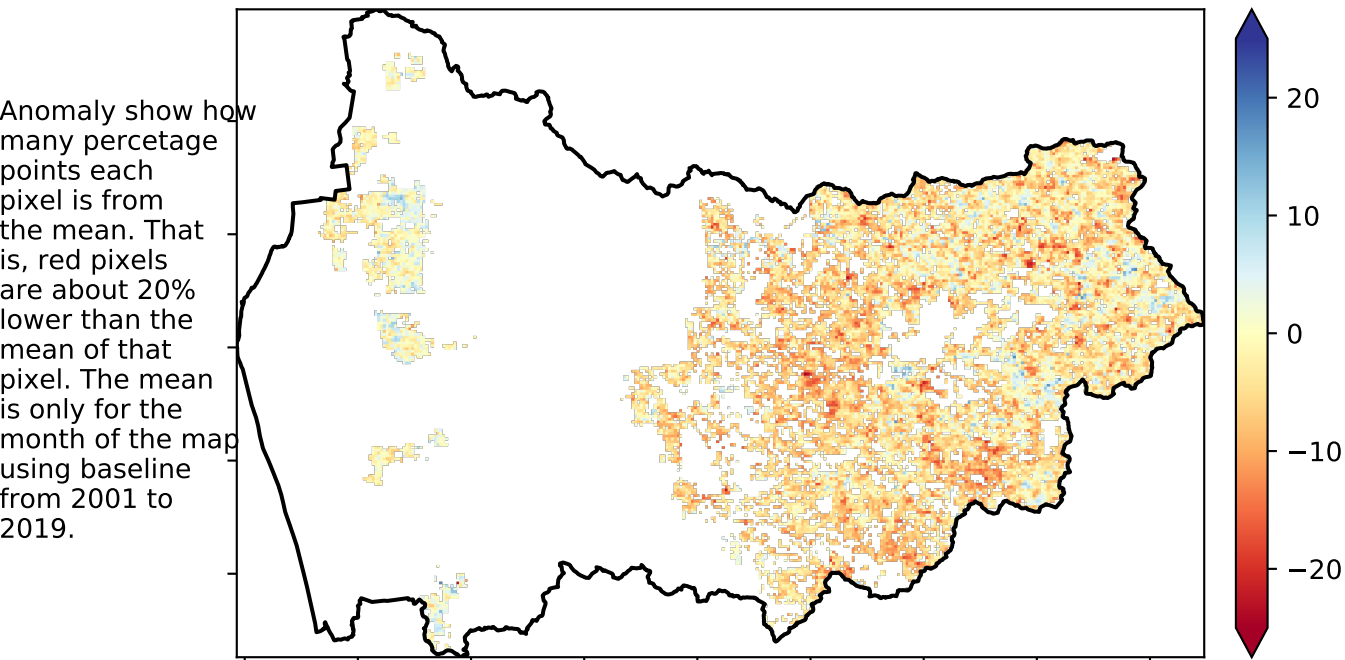 Anomaly show how
many percetage
points each
pixel is from
the mean. That
is, red pixels
are about 20%
lower than the
mean of that
pixel. The mean
is only for the
month of the map
using baseline
from 2001 to
2019.
20
10
0
−10
−20